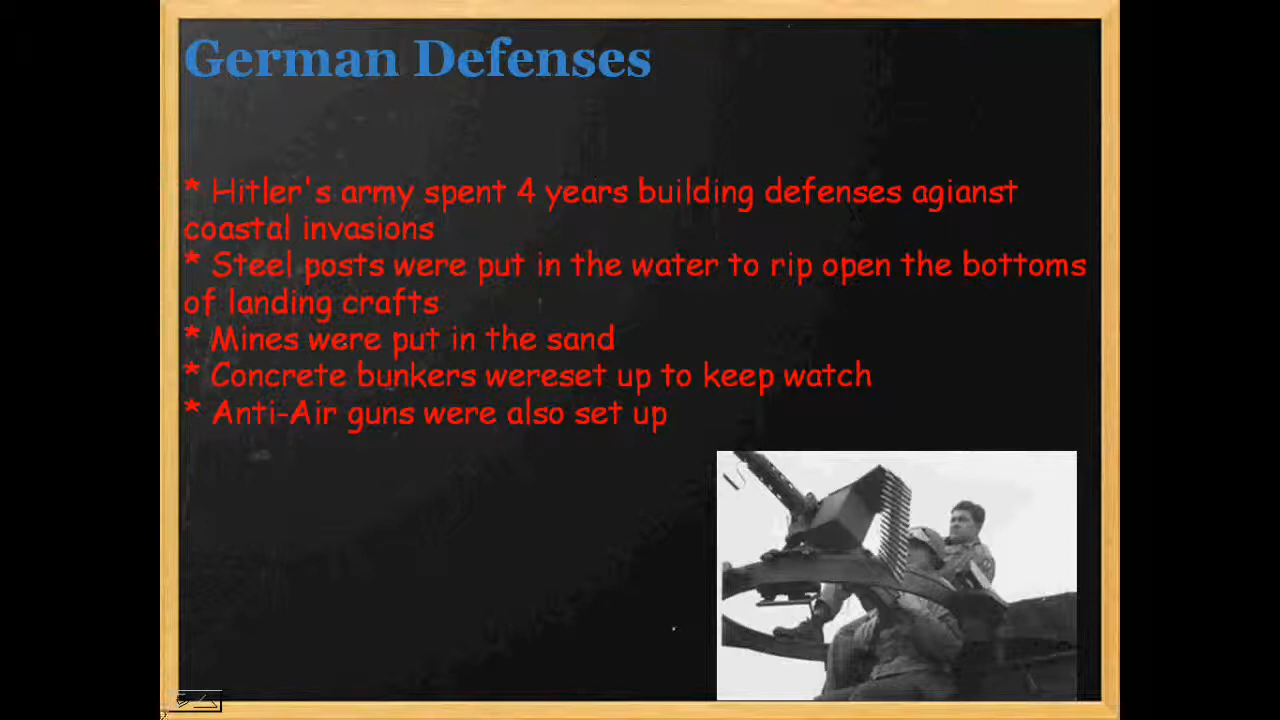 German Defenses
* Hitler's army spent 4 years building defenses agianst
coastal invasions
* Steel posts were put in the water to rip open the bottoms
of landing crafts
* Mines were put in the sand
* Concrete bunkers wereset up to keep watch
* Anti-Air guns were also set up